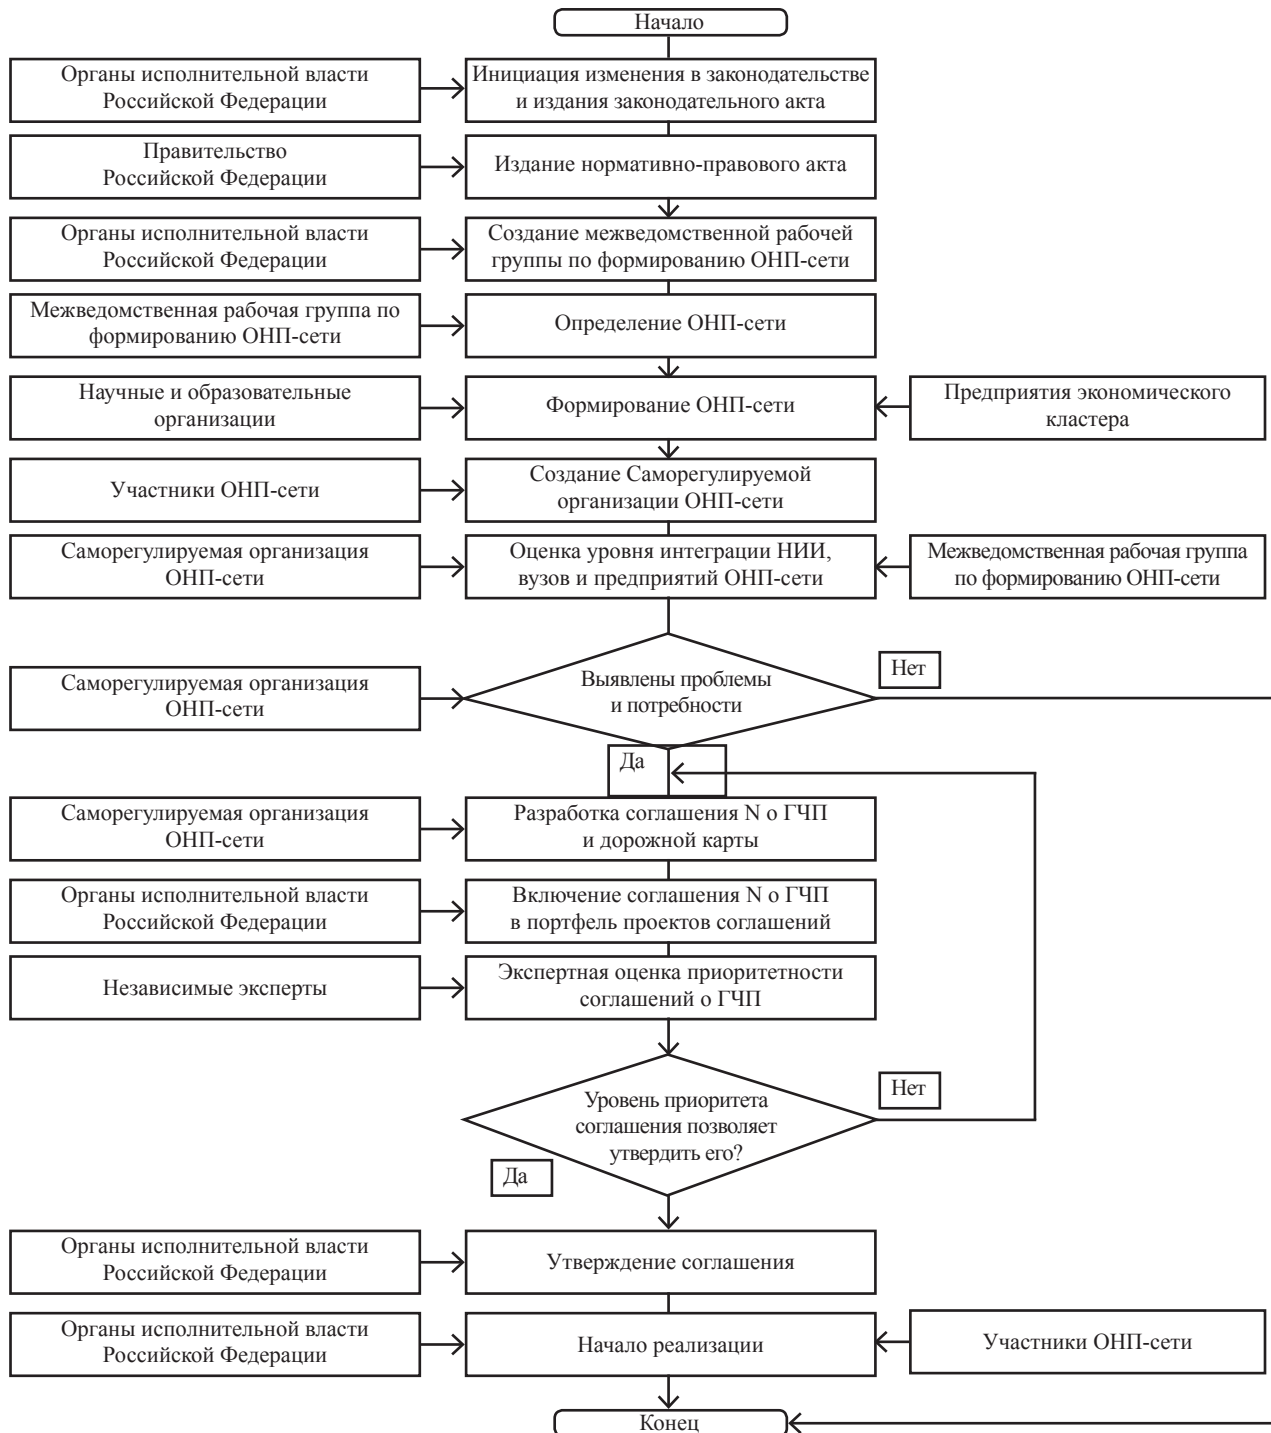 Начало
Органы исполнительной власти
Российской Федерации
Инициация изменения в законодательстве
и издания законодательного акта
Правительство
Российской Федерации
Издание нормативно-правового акта
Органы исполнительной власти
Российской Федерации
Создание межведомственной рабочей
группы по формированию ОНП-сети
Межведомственная рабочая группа по
формированию ОНП-сети
Определение ОНП-сети
Научные и образовательные
организации
Формирование ОНП-сети
Предприятия экономического
кластера
Участники ОНП-сети
Создание Саморегулируемой
организации ОНП-сети
Саморегулируемая организация
ОНП-сети
Оценка уровня интеграции НИИ,
вузов и предприятий ОНП-сети
Межведомственная рабочая группа
по формированию ОНП-сети
Саморегулируемая организация
ОНП-сети
Выявлены проблемы
и потребности
Нет
Да
Саморегулируемая организация
ОНП-сети
Разработка соглашения N о ГЧП
и дорожной карты
Органы исполнительной власти
Российской Федерации
Включение соглашения N о ГЧП
в портфель проектов соглашений
Независимые эксперты
Экспертная оценка приоритетности
соглашений о ГЧП
Уровень приоритета
соглашения позволяет
утвердить его?
Нет
Да
Органы исполнительной власти
Российской Федерации
Утверждение соглашения
Органы исполнительной власти
Российской Федерации
Начало реализации
Участники ОНП-сети
Конец